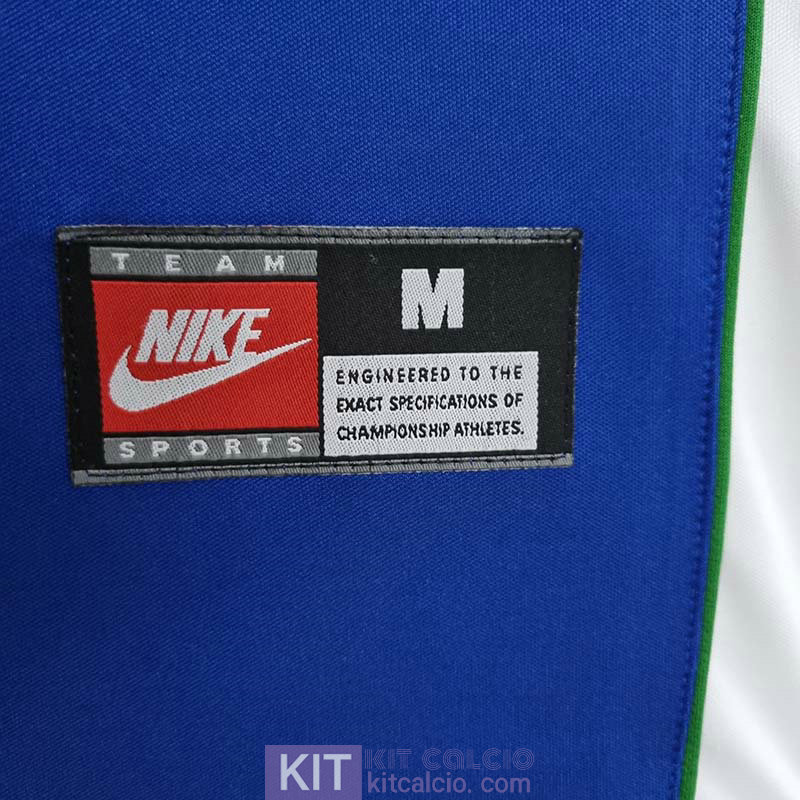 TEAM
NIKE
SPORTS
M
ENGINEERED TO THE
EXACT SPECIFICATIONS OF
CHAMPIONSHIP ATHLETES.
KIT
KIT CALCIO
kitcalcio.com